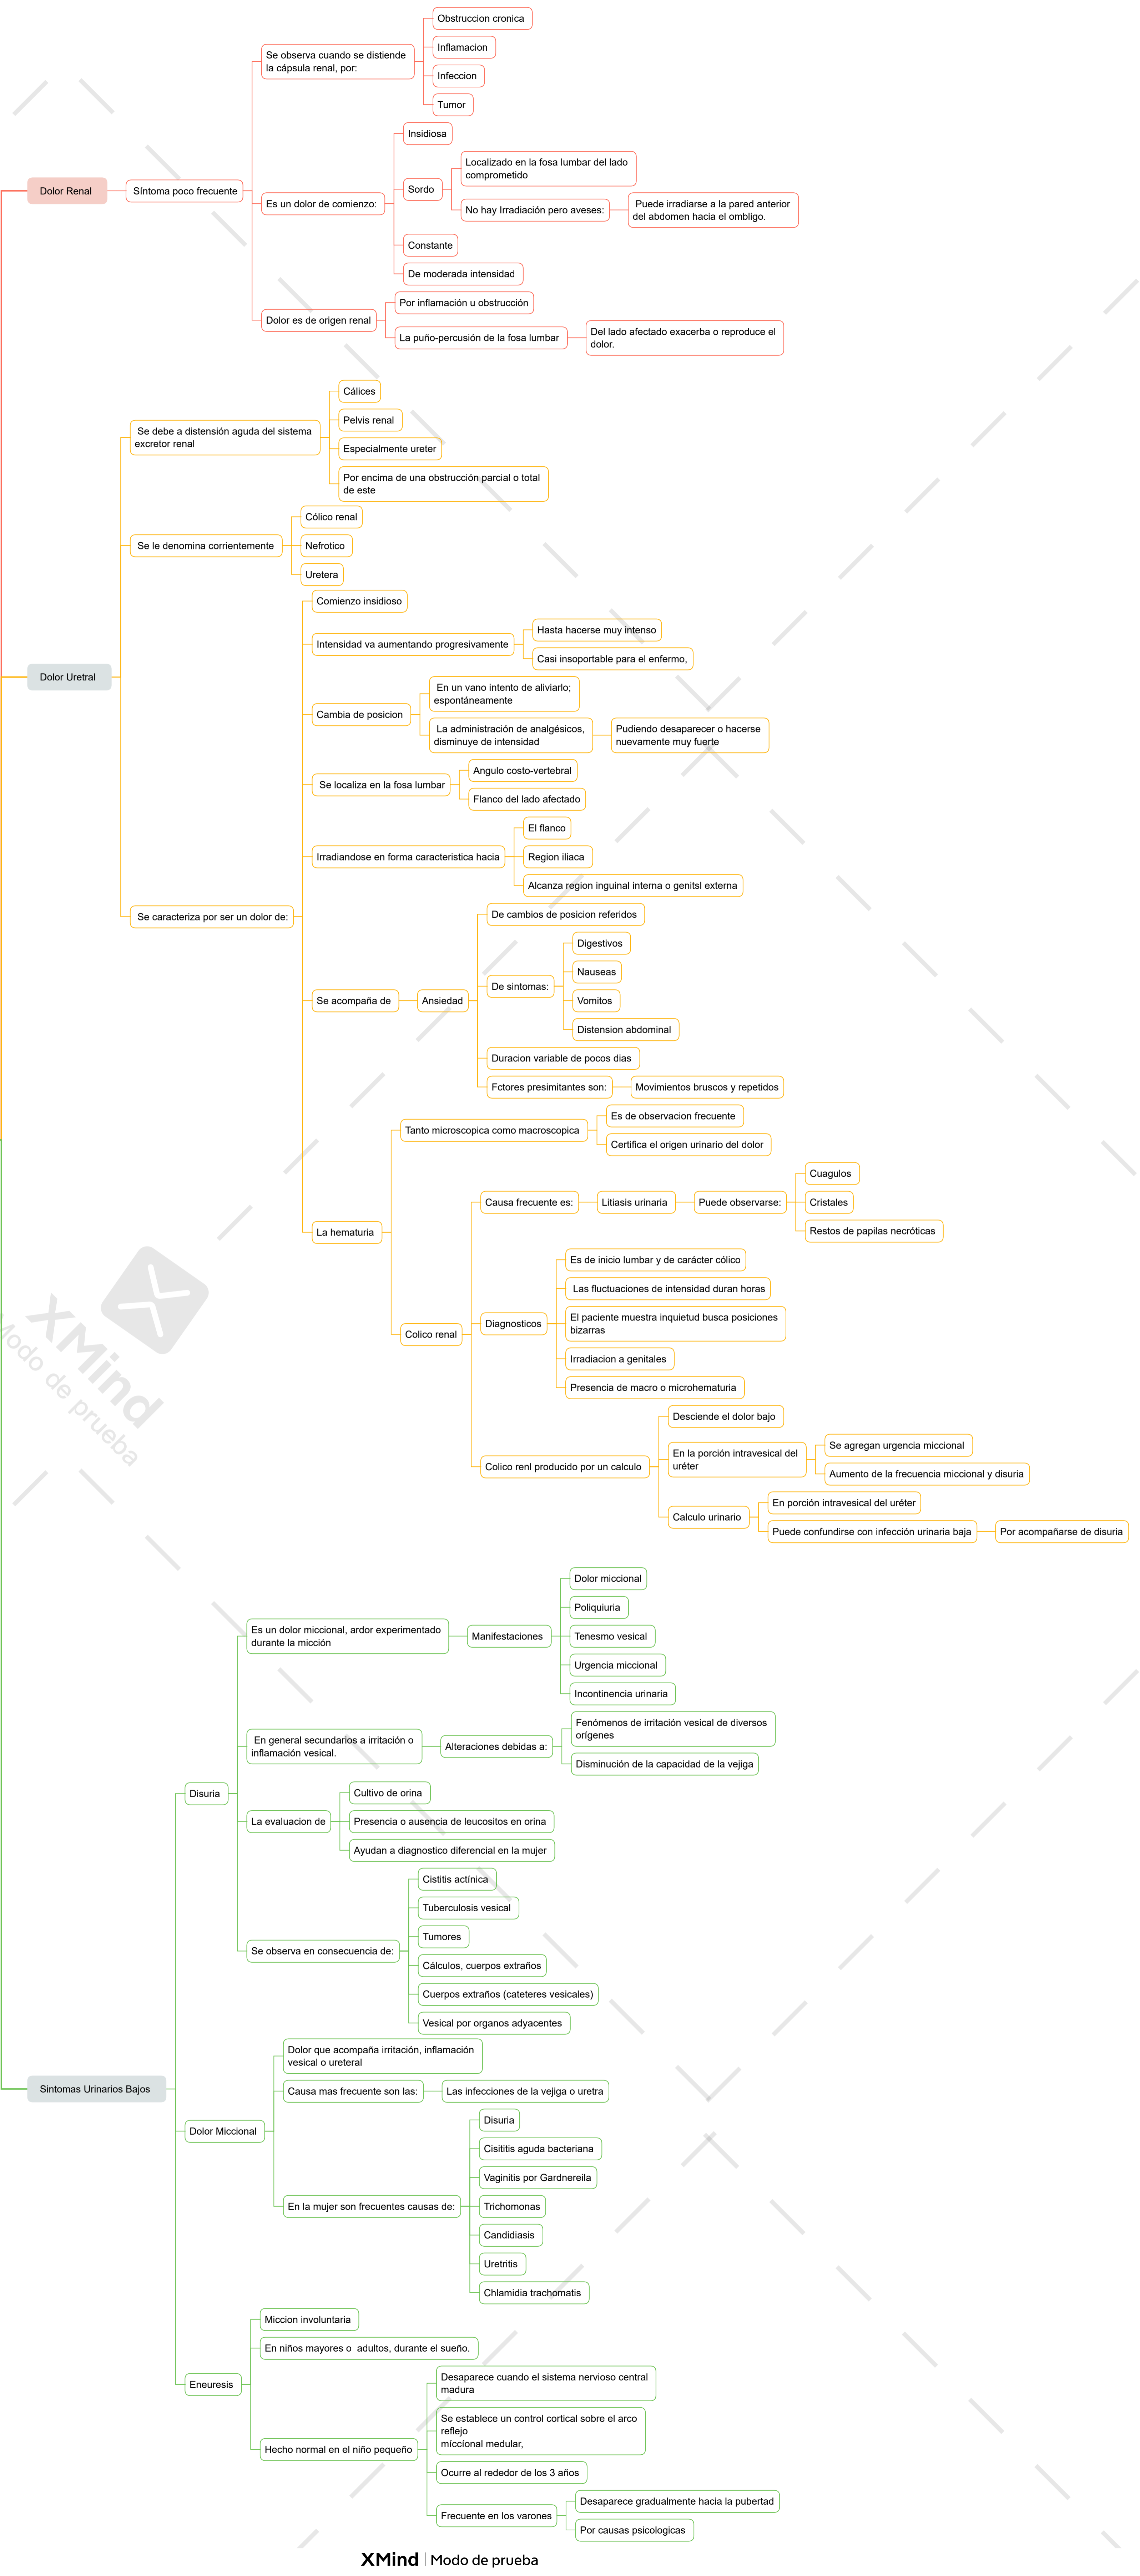 Obstruccion cronica
Se observa cuando se distiende
la cápsula renal, por:
Inflamacion
Infeccion
Tumor
Insidiosa
Localizado en la fosa lumbar del lado
comprometido
Dolor Renal
Síntoma poco frecuente
Es un dolor de comienzo:
Sordo
No hay Irradiación pero aveses:
Puede irradiarse a la pared anterior
del abdomen hacia el ombligo.
Constante
De moderada intensidad
Por inflamación u obstrucción
Dolor es de origen renal
La puño-percusión de la fosa lumbar
Del lado afectado exacerba o reproduce el
dolor.
Cálices
Se debe a distensión aguda del sistema
excretor renal
Pelvis renal
Especialmente ureter
Por encima de una obstrucción parcial o total
de este
Cólico renal
Se le denomina corrientemente
Nefrotico
Uretera
Comienzo insidioso
Hasta hacerse muy intenso
Intensidad va aumentando progresivamente
Casi insoportable para el enfermo,
Dolor Uretral
En un vano intento de aliviarlo;
espontáneamente
Cambia de posicion
La administración de analgésicos,
disminuye de intensidad
Pudiendo desaparecer o hacerse
nuevamente muy fuerte
Angulo costo-vertebral
Se localiza en la fosa lumbar
Flanco del lado afectado
El flanco
Irradiandose en forma caracteristica hacia
Region iliaca
Alcanza region inguinal interna o genitsl externa
Se caracteriza por ser un dolor de:
De cambios de posicion referidos
Digestivos
Nauseas
De sintomas:
Se acompaña de
Ansiedad
Vomitos
Distension abdominal
Duracion variable de pocos dias
Fctores presimitantes son:
Movimientos bruscos y repetidos
Es de observacion frecuente
Tanto microscopica como macroscopica
Certifica el origen urinario del dolor
Cuagulos
Causa frecuente es:
Litiasis urinaria
Puede observarse:
Cristales
Restos de papilas necróticas
La hematuria
Es de inicio lumbar y de carácter cólico
Las fluctuaciones de intensidad duran horas
Diagnosticos
El paciente muestra inquietud busca posiciones
bizarras
Colico renal
Irradiacion a genitales
Presencia de macro o microhematuria
Desciende el dolor bajo
Se agregan urgencia miccional
En la porción intravesical del
uréter
Colico renl producido por un calculo
Aumento de la frecuencia miccional y disuria
En porción intravesical del uréter
Calculo urinario
Puede confundirse con infección urinaria baja
Por acompañarse de disuria
XMind
Modo de prueba
Dolor miccional
Poliquiuria
Es un dolor miccional, ardor experimentado
durante la micción
Manifestaciones
Tenesmo vesical
Urgencia miccional
Incontinencia urinaria
Fenómenos de irritación vesical de diversos
orígenes
En general secundarios a irritación o
inflamación vesical.
Alteraciones debidas a:
Disminución de la capacidad de la vejiga
Disuria
Cultivo de orina
La evaluacion de
Presencia o ausencia de leucositos en orina
Ayudan a diagnostico diferencial en la mujer
Cistitis actínica
Tuberculosis vesical
Tumores
Se observa en consecuencia de:
Cálculos, cuerpos extraños
Cuerpos extraños (cateteres vesicales)
Vesical por organos adyacentes
Dolor que acompaña irritación, inflamación
vesical o ureteral
Sintomas Urinarios Bajos
Causa mas frecuente son las:
Las infecciones de la vejiga o uretra
Dolor Miccional
Disuria
Cisititis aguda bacteriana
Vaginitis por Gardnereila
En la mujer son frecuentes causas de:
Trichomonas
Candidiasis
Uretritis
Chlamidia trachomatis
Miccion involuntaria
En niños mayores o  adultos, durante el sueño.
Eneuresis
Desaparece cuando el sistema nervioso central
madura
Se establece un control cortical sobre el arco
reflejo
míccíonal medular,
Hecho normal en el niño pequeño
Ocurre al rededor de los 3 años
Desaparece gradualmente hacia la pubertad
Frecuente en los varones
Por causas psicologicas
XMind | Modo de prueba